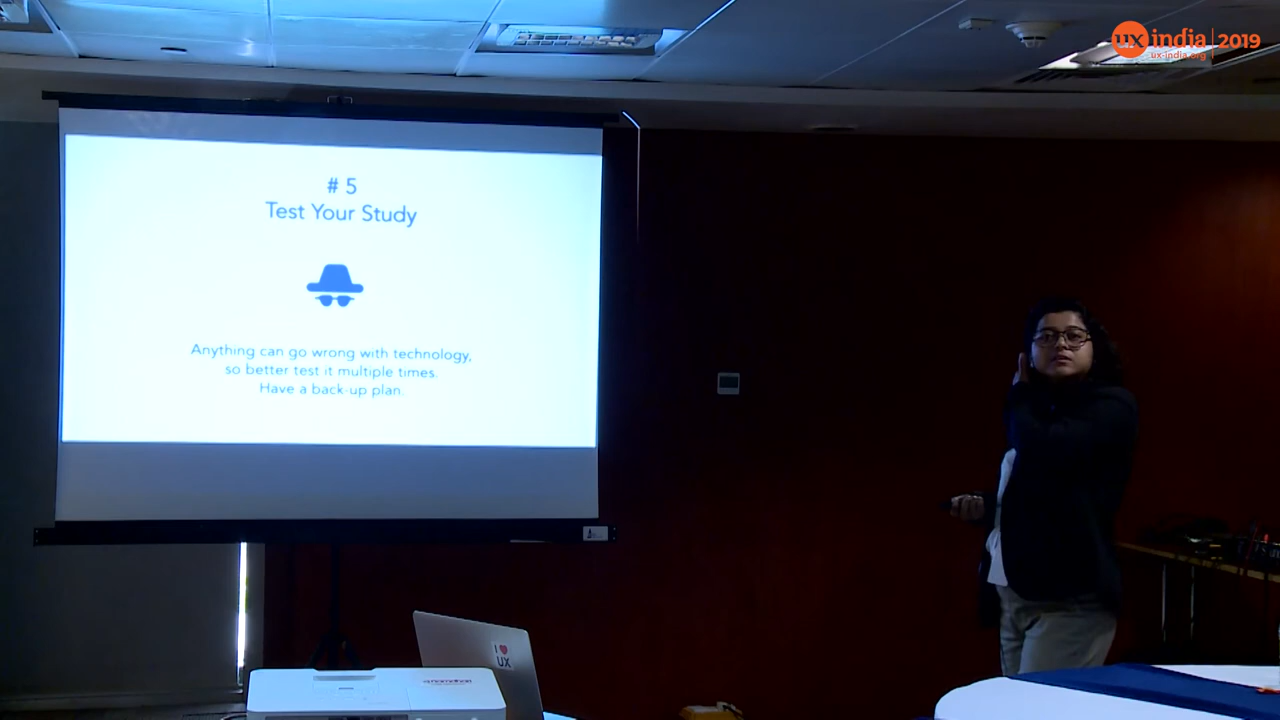 ux india | 2019
ux-india.org
# 5
Test Your Study
Anything can go wrong with technology,
so better test it multiple times.
Have a back-up plan.
I ♥
UX